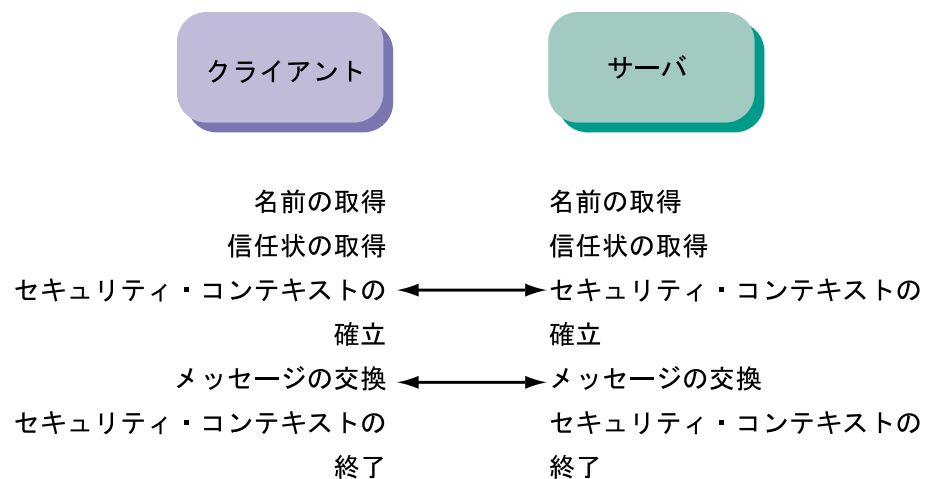 クライアント
サーバ
名前の取得
信任状の取得
セキュリティ・コンテキストの
確立
メッセージの交換
セキュリティ・コンテキストの
終了
名前の取得
信任状の取得
セキュリティ・コンテキストの
確立
メッセージの交換
セキュリティ・コンテキストの
終了